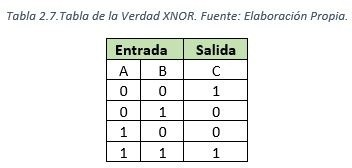 Tabla 2.7.Tabla de la Verdad XNOR. Fuente: Elaboración Propia.
Entrada Salida
A B C
0 0 1
0 1 0
1 0 0
1 1 1